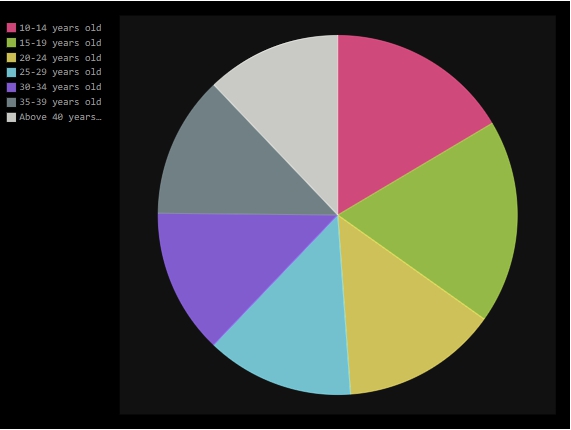 10-14 years old
15-19 years old
20-24 years old
25-29 years old
30-34 years old
35-39 years old
Above 40 years…